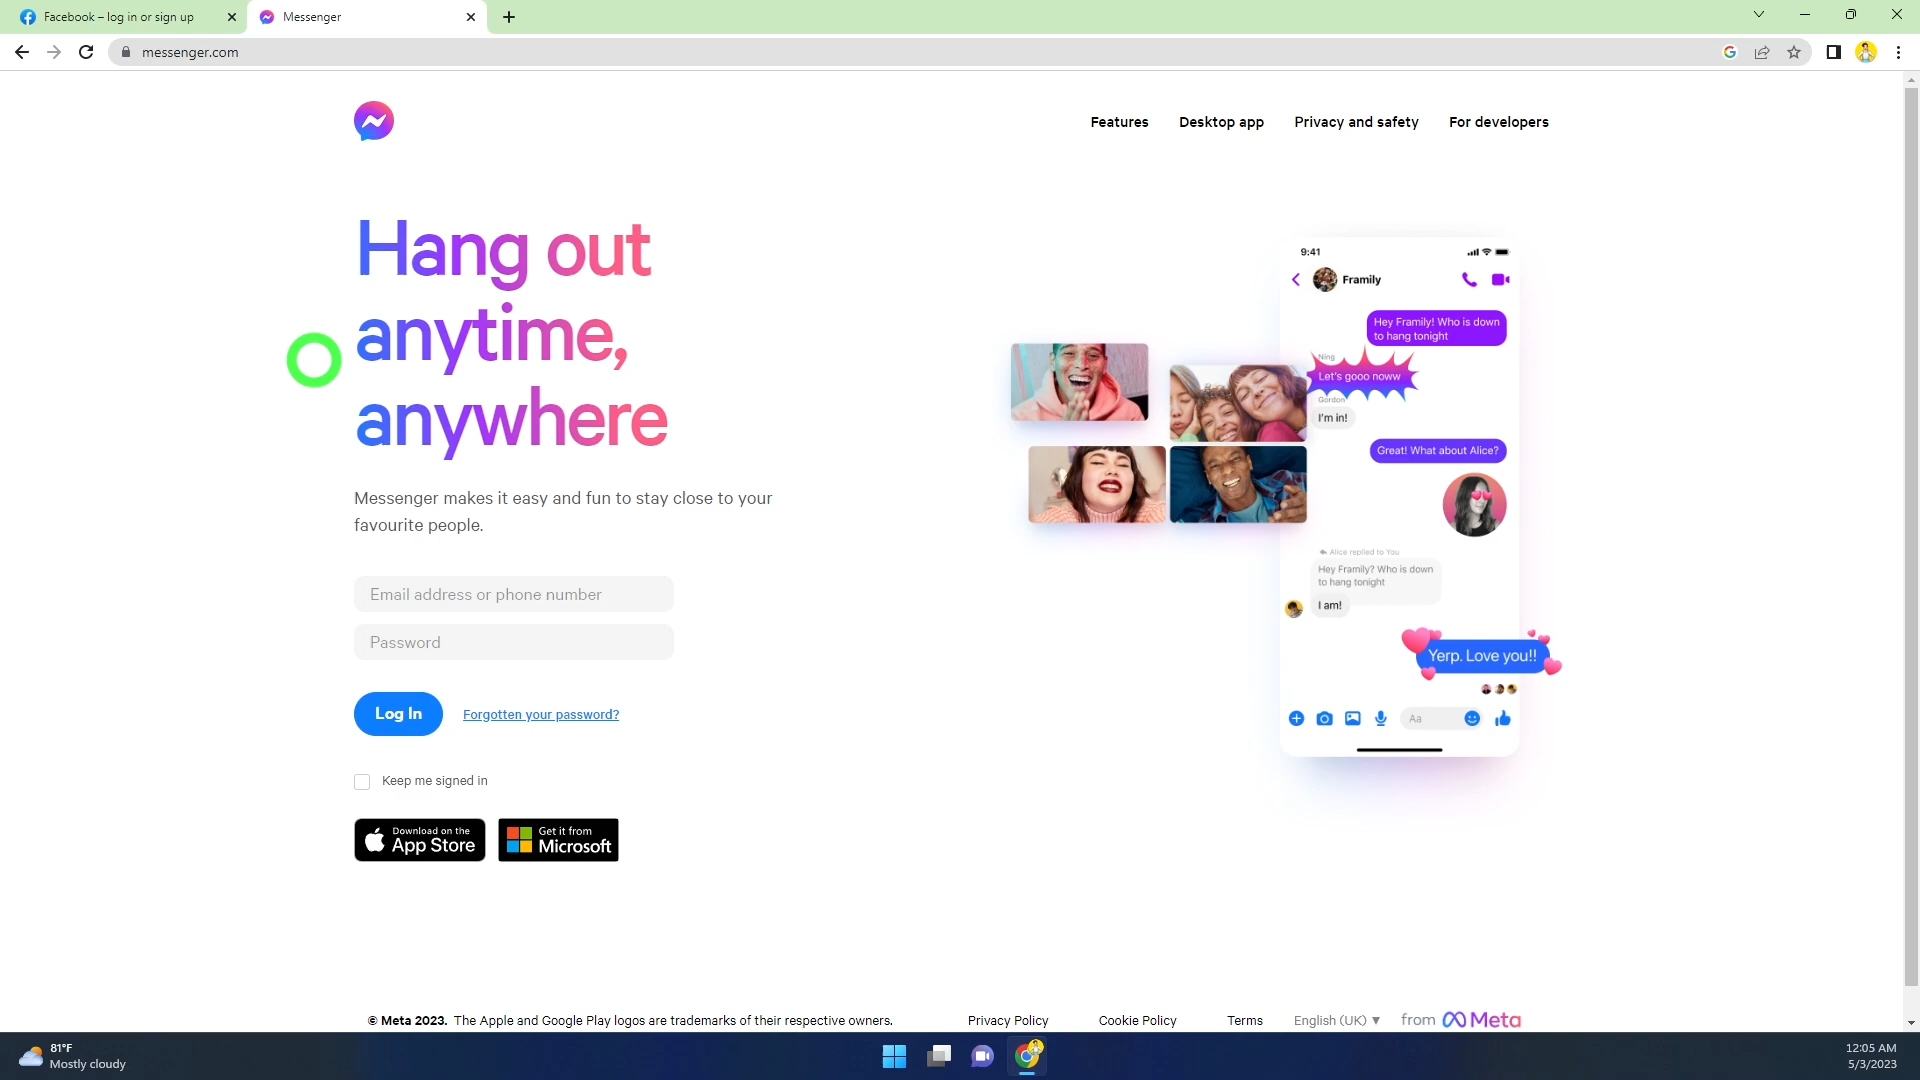 Facebook – log in or sign up
Messenger
messenger.com
Features
Desktop app
Privacy and safety
For developers
Hang out
anytime,
anywhere
Messenger makes it easy and fun to stay close to your
favourite people.
Email address or phone number
Password
Log In
Forgotten your password?
Keep me signed in
Download on the
App Store
Get it from
Microsoft
9:41
Framily
Hey Framily! Who is down
to hang tonight
Ning
Let's gooo noww
Gordon
I'm in!
Great! What about Alice?
Alice replied to You
Hey Framily? Who is down
to hang tonight
I am!
Yerp. Love you!!
Aa
© Meta 2023. The Apple and Google Play logos are trademarks of their respective owners.
Privacy Policy
Cookie Policy
Terms
English (UK) ▼
from Meta
81°F
Mostly cloudy
12:05 AM
5/3/2023